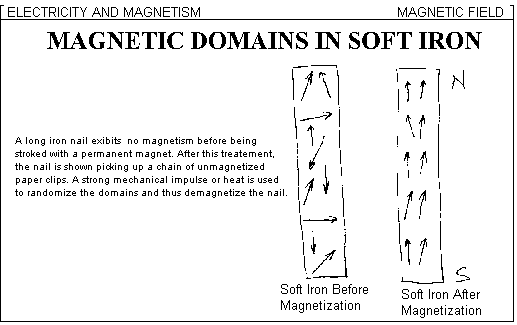 ELECTRICITY AND MAGNETISM
MAGNETIC FIELD
MAGNETIC DOMAINS IN SOFT IRON
A long iron nail exibits no magnetism before being
stroked with a permanent magnet. After this treatement,
the nail is shown picking up a chain of unmagnetized
paper clips. A strong mechanical impulse or heat is used
to randomize the domains and thus demagnetize the nail.
N
S
Soft Iron Before
Magnetization
Soft Iron After
Magnetization